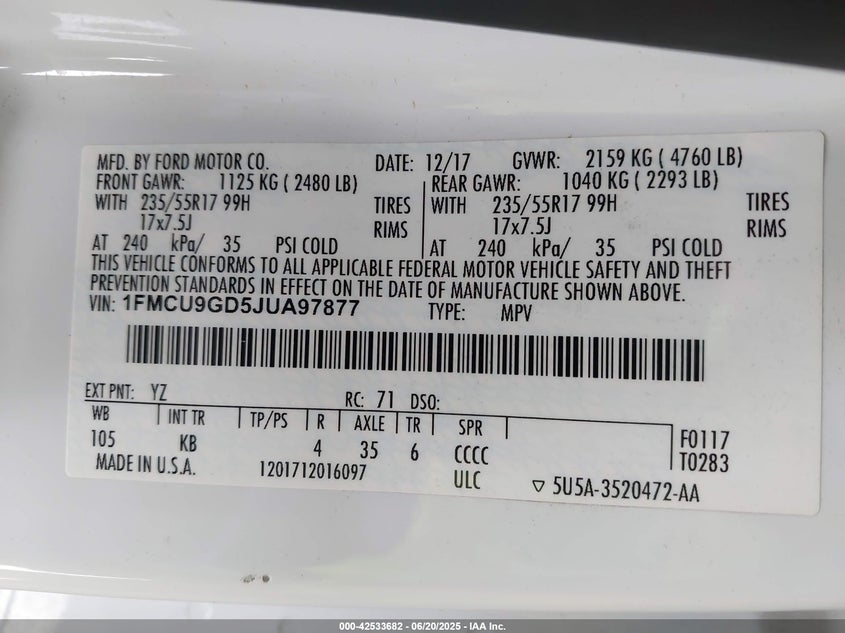 MFD. BY FORD MOTOR CO. DATE: 12/17 GVWR: 2159 KG ( 4760 LB)
FRONT GAWR: 1125 KG ( 2480 LB) REAR GAWR: 1040 KG ( 2293 LB)
WITH 235/55R17 99H TIRES WITH 235/55R17 99H TIRES
17x7.5J RIMS 17x7.5J RIMS
AT 240 kPa/ 35 PSI COLD AT 240 kPa/ 35 PSI COLD
THIS VEHICLE CONFORMS TO ALL APPLICABLE FEDERAL MOTOR VEHICLE SAFETY AND THEFT
PREVENTION STANDARDS IN EFFECT ON THE DATE OF MANUFACTURE SHOWN ABOVE.
VIN: 1FMCU9GD5JUA97877 TYPE: MPV
EXT PNT: YZ RC: 71 DSO:
WB INT TR TP/PS R AXLE TR SPR
105 KB 4 35 6 CCCC F0117
MADE IN U.S.A. 1201712016097 ULC T0283
5U5A-3520472-AA
000-42533682 - 06/20/2025 - IAA Inc.